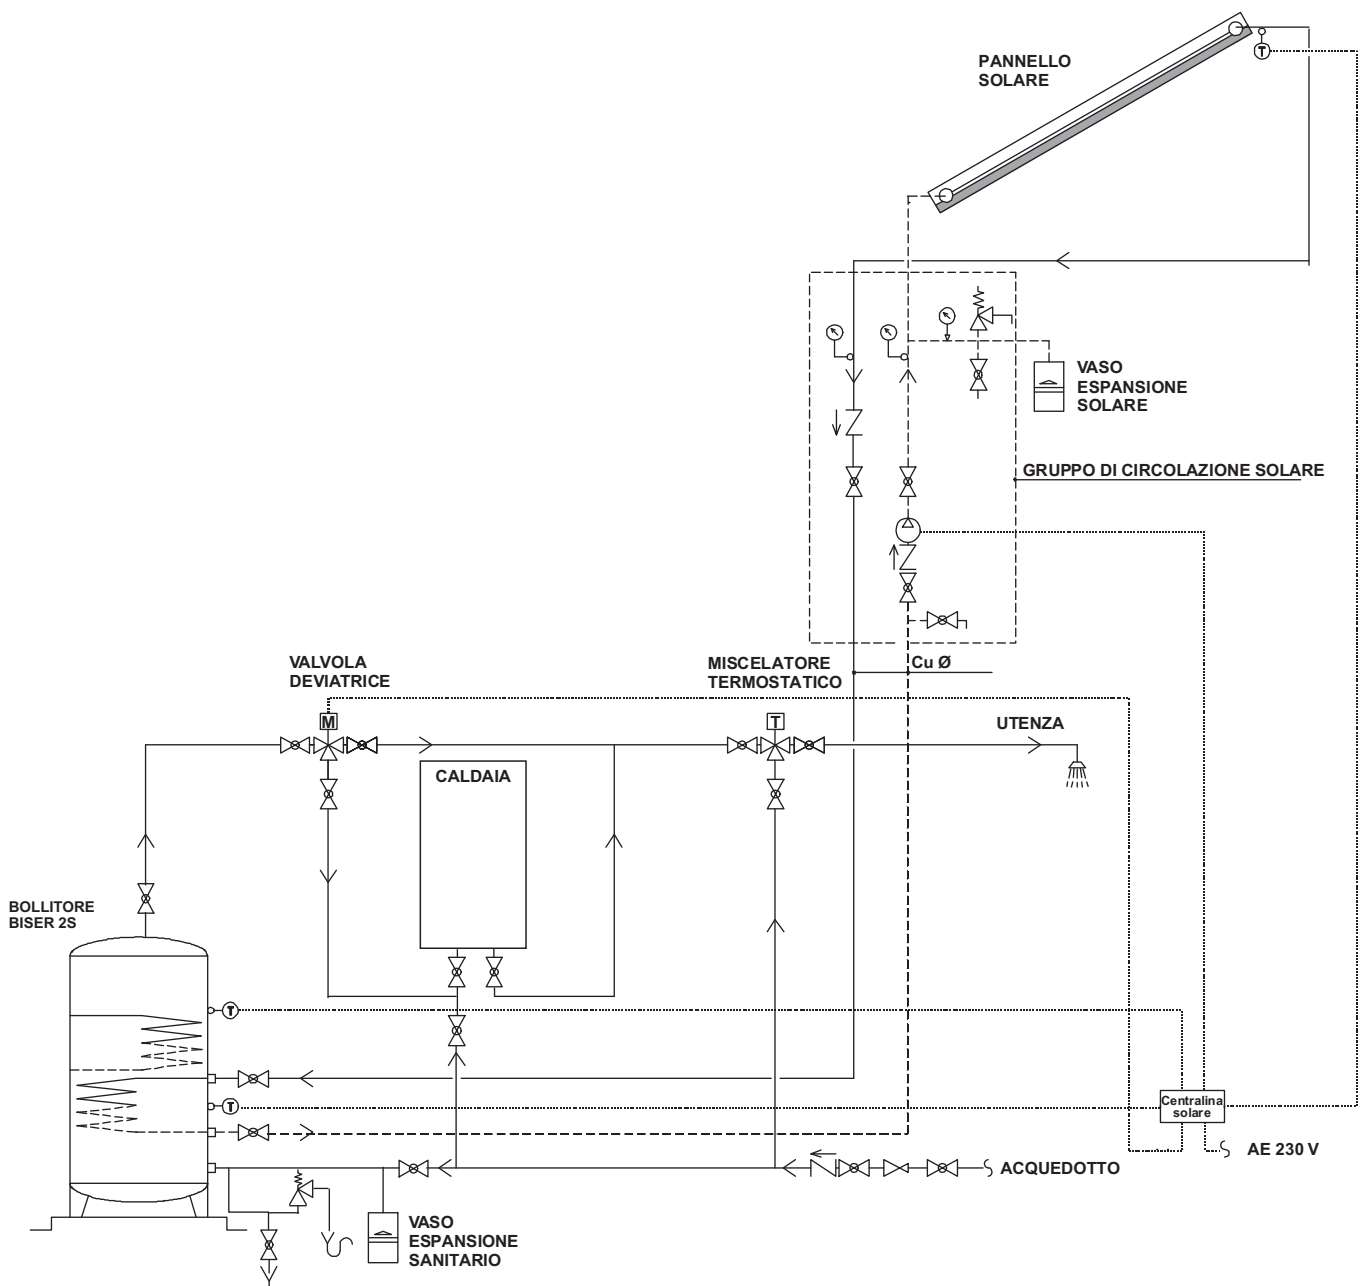 PANNELLO
SOLARE
T
VASO
ESPANSIONE
SOLARE
GRUPPO DI CIRCOLAZIONE SOLARE
VALVOLA
DEVIATRICE
MISCELATORE
TERMOSTATICO
Cu Ø
M
T
UTENZA
CALDAIA
BOLLITORE
BISER 2S
T
T
Centralina
solare
AE 230 V
ACQUEDOTTO
VASO
ESPANSIONE
SANITARIO